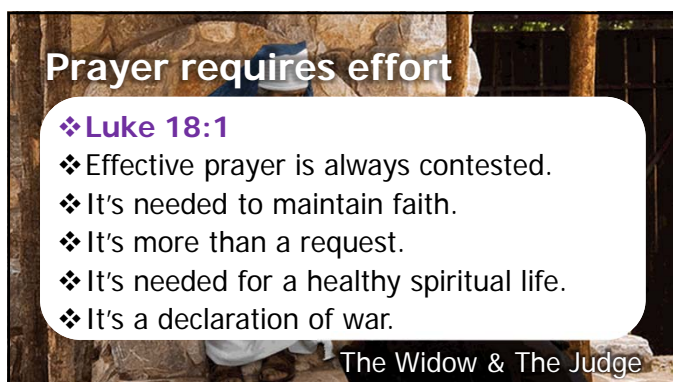 Prayer requires effort
❖Luke 18:1
❖Effective prayer is always contested.
❖It's needed to maintain faith.
❖It's more than a request.
❖It's needed for a healthy spiritual life.
❖It's a declaration of war.
The Widow & The Judge